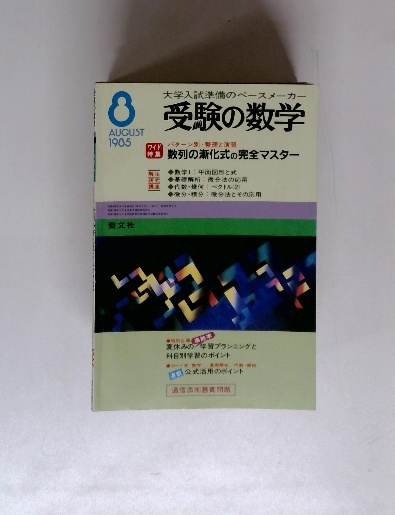 大学入試準備のペースメーカー
8
AUGUST
1985
受験の数学
ワイド特集
パターン別・整理と演習
数列の漸化式の完全マスター
◆数学Ⅰ:平面図形と式
◆基礎解析:微分法の応用
◆代数・幾何:ベクトル(2)
◆微分・積分:微分法とその応用
聖文社
夏休みの学習プランニングと
科目別学習のポイント
公式活用のポイント
通信添削懸賞問題